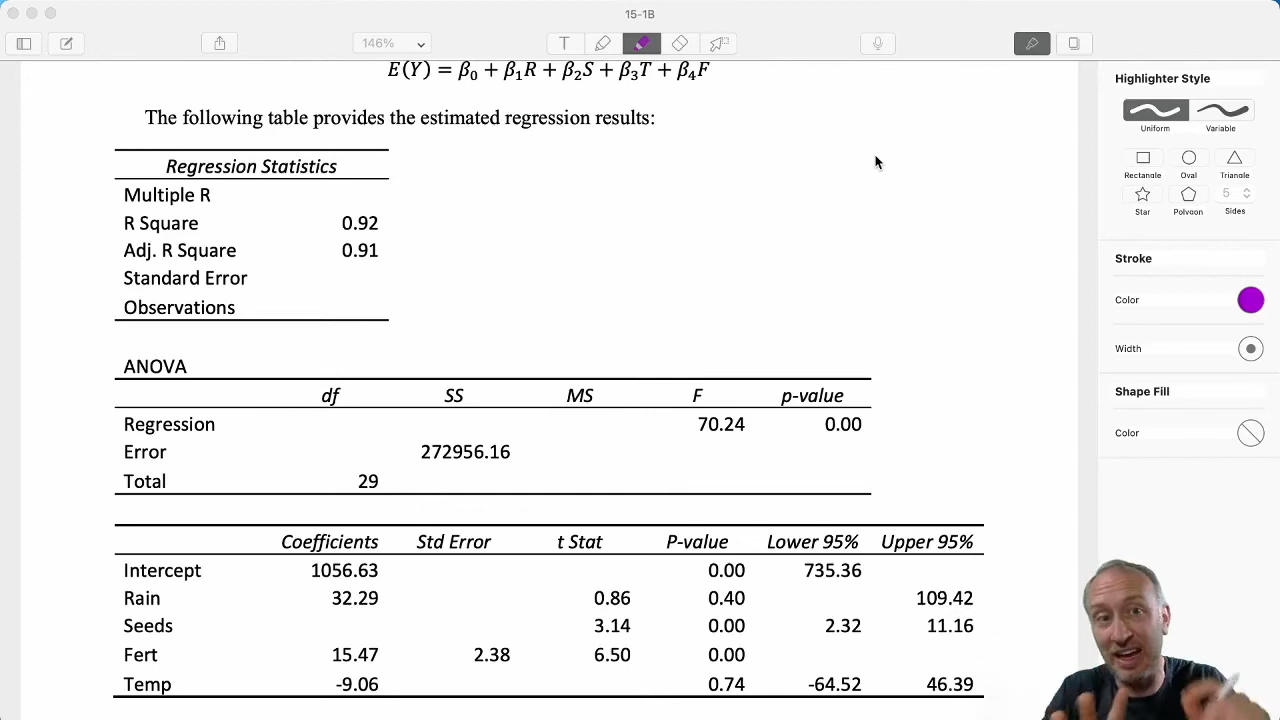 15-1B
146%
T
E(Y) = β₀ + β₁R + β₂S + β₃T + β₄F
The following table provides the estimated regression results:
Regression Statistics
Multiple R
R Square 0.92
Adj. R Square 0.91
Standard Error
Observations
ANOVA
df SS MS F p-value
Regression 70.24 0.00
Error 272956.16
Total 29
Coefficients Std Error t Stat P-value Lower 95% Upper 95%
Intercept 1056.63 0.00 735.36
Rain 32.29 0.86 0.40 109.42
Seeds 3.14 0.00 2.32 11.16
Fert 15.47 2.38 6.50 0.00
Temp -9.06 0.74 -64.52 46.39
Highlighter Style
Uniform Variable
Rectangle Oval Triangle
5
Star Polygon Sides
Stroke
Color
Width
Shape Fill
Color